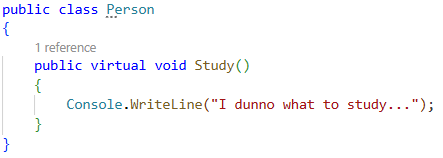 public class Person
{
1 reference
public virtual void Study()
{
Console.WriteLine("I dunno what to study...");
}
}